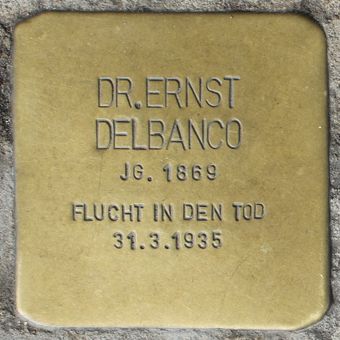 DR. ERNST
DELBANCO
JG. 1869
FLUCHT IN DEN TOD
31.3.1935